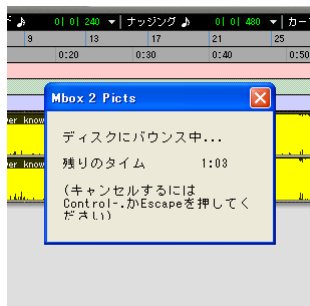 0| 0| 240 ナッジング 0| 0| 480
9 13 17 21 25
0:20 0:30 0:40 0:50
Mbox 2 Picts
ディスクにバウンス中...
残りのタイム 1:03
(キャンセルするには
Control-.かEscapeを押してく
ださい)
er know
er know